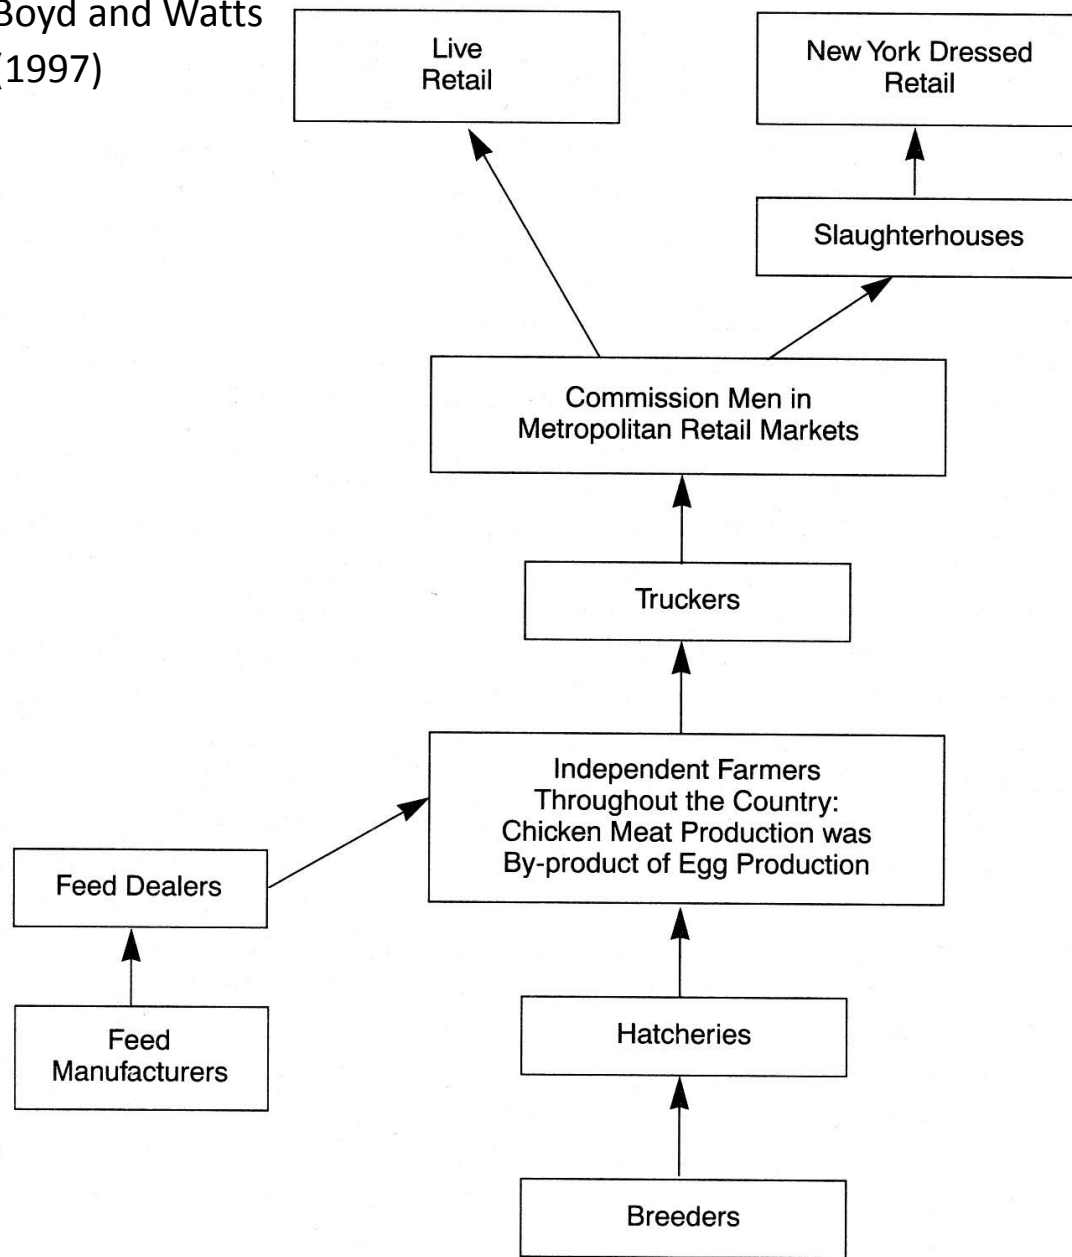 Boyd and Watts
(1997)
Live
Retail
New York Dressed
Retail
Slaughterhouses
Commission Men in
Metropolitan Retail Markets
Truckers
Independent Farmers
Throughout the Country:
Chicken Meat Production was
By-product of Egg Production
Feed Dealers
Feed
Manufacturers
Hatcheries
Breeders